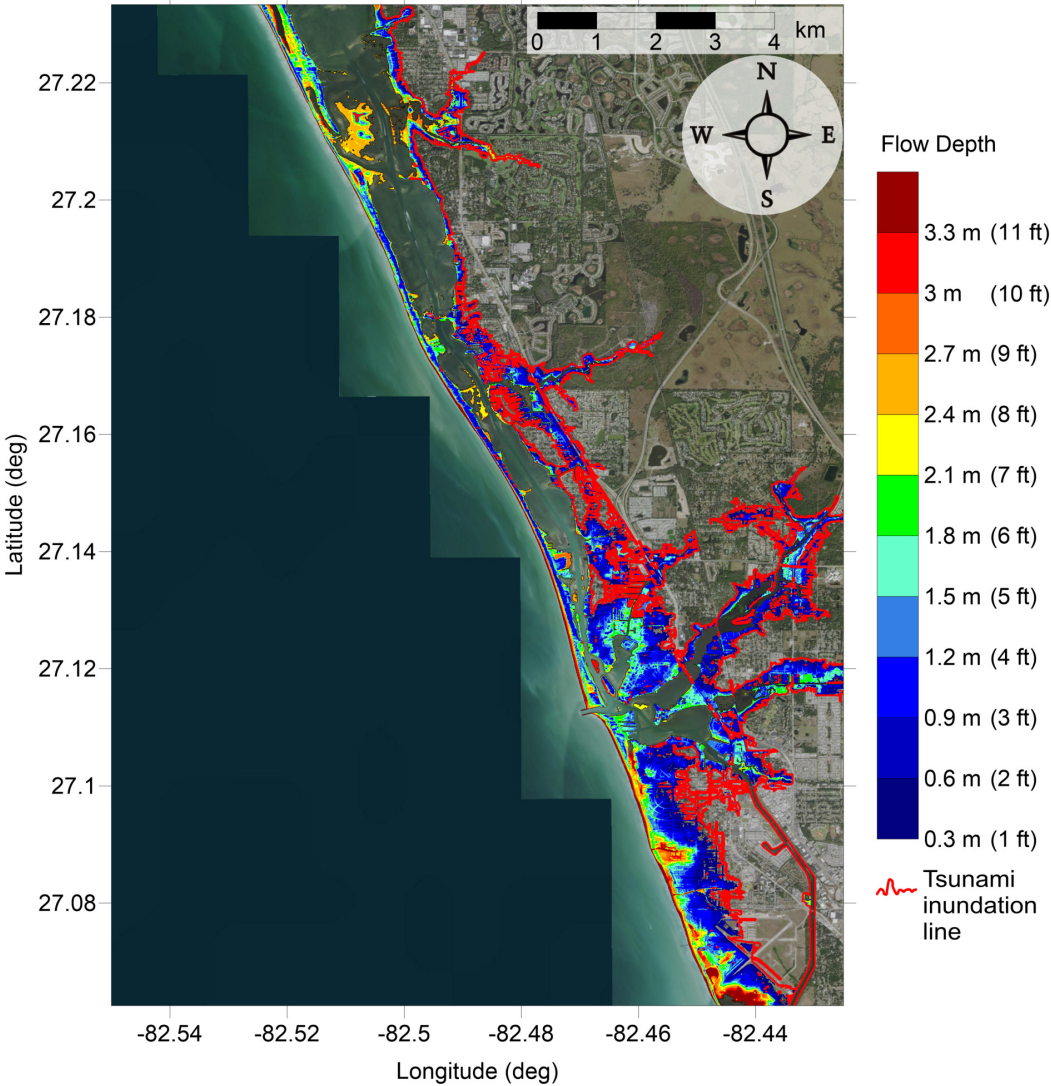 0 1 2 3 4 km
N
W E
S
27.22
27.2
27.18
27.16
27.14
27.12
27.1
27.08
Latitude (deg)
-82.54 -82.52 -82.5 -82.48 -82.46 -82.44
Longitude (deg)
Flow Depth
3.3 m (11 ft)
3 m (10 ft)
2.7 m (9 ft)
2.4 m (8 ft)
2.1 m (7 ft)
1.8 m (6 ft)
1.5 m (5 ft)
1.2 m (4 ft)
0.9 m (3 ft)
0.6 m (2 ft)
0.3 m (1 ft)
Tsunami
inundation
line